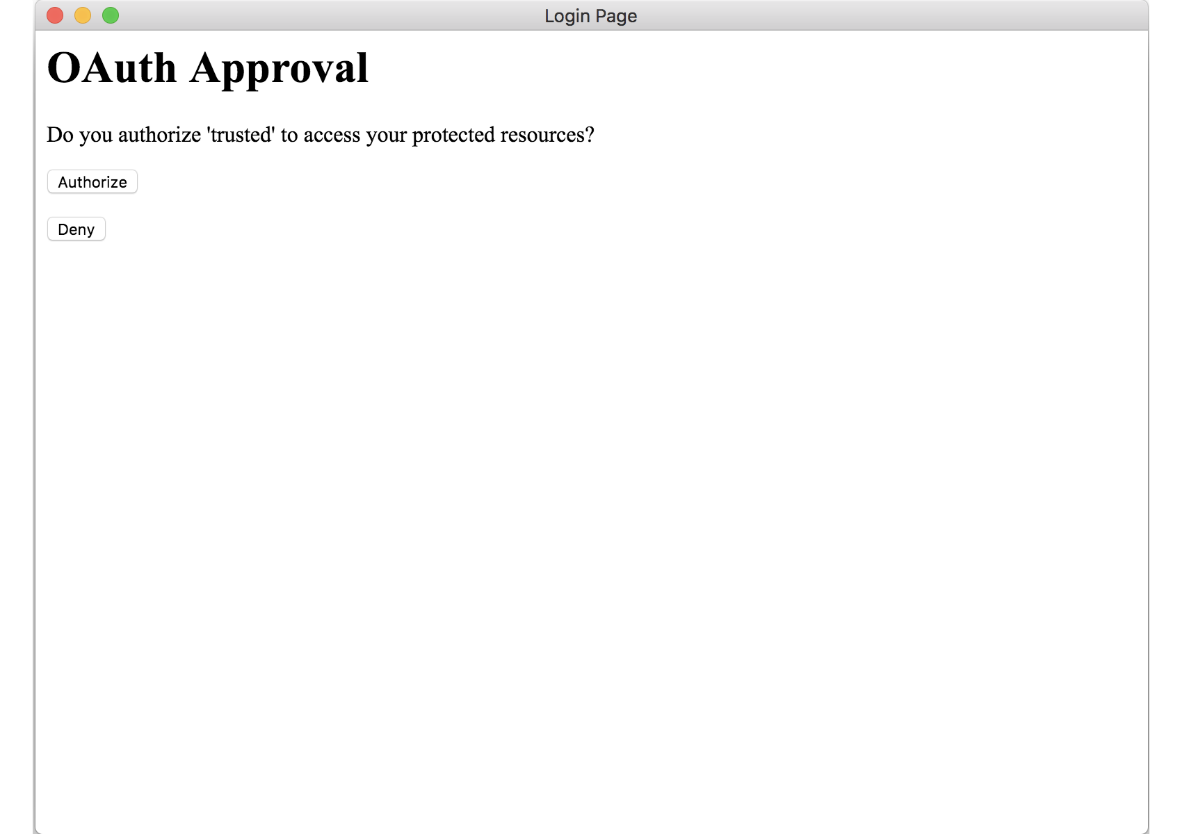 Login Page
OAuth Approval
Do you authorize 'trusted' to access your protected resources?
Authorize
Deny